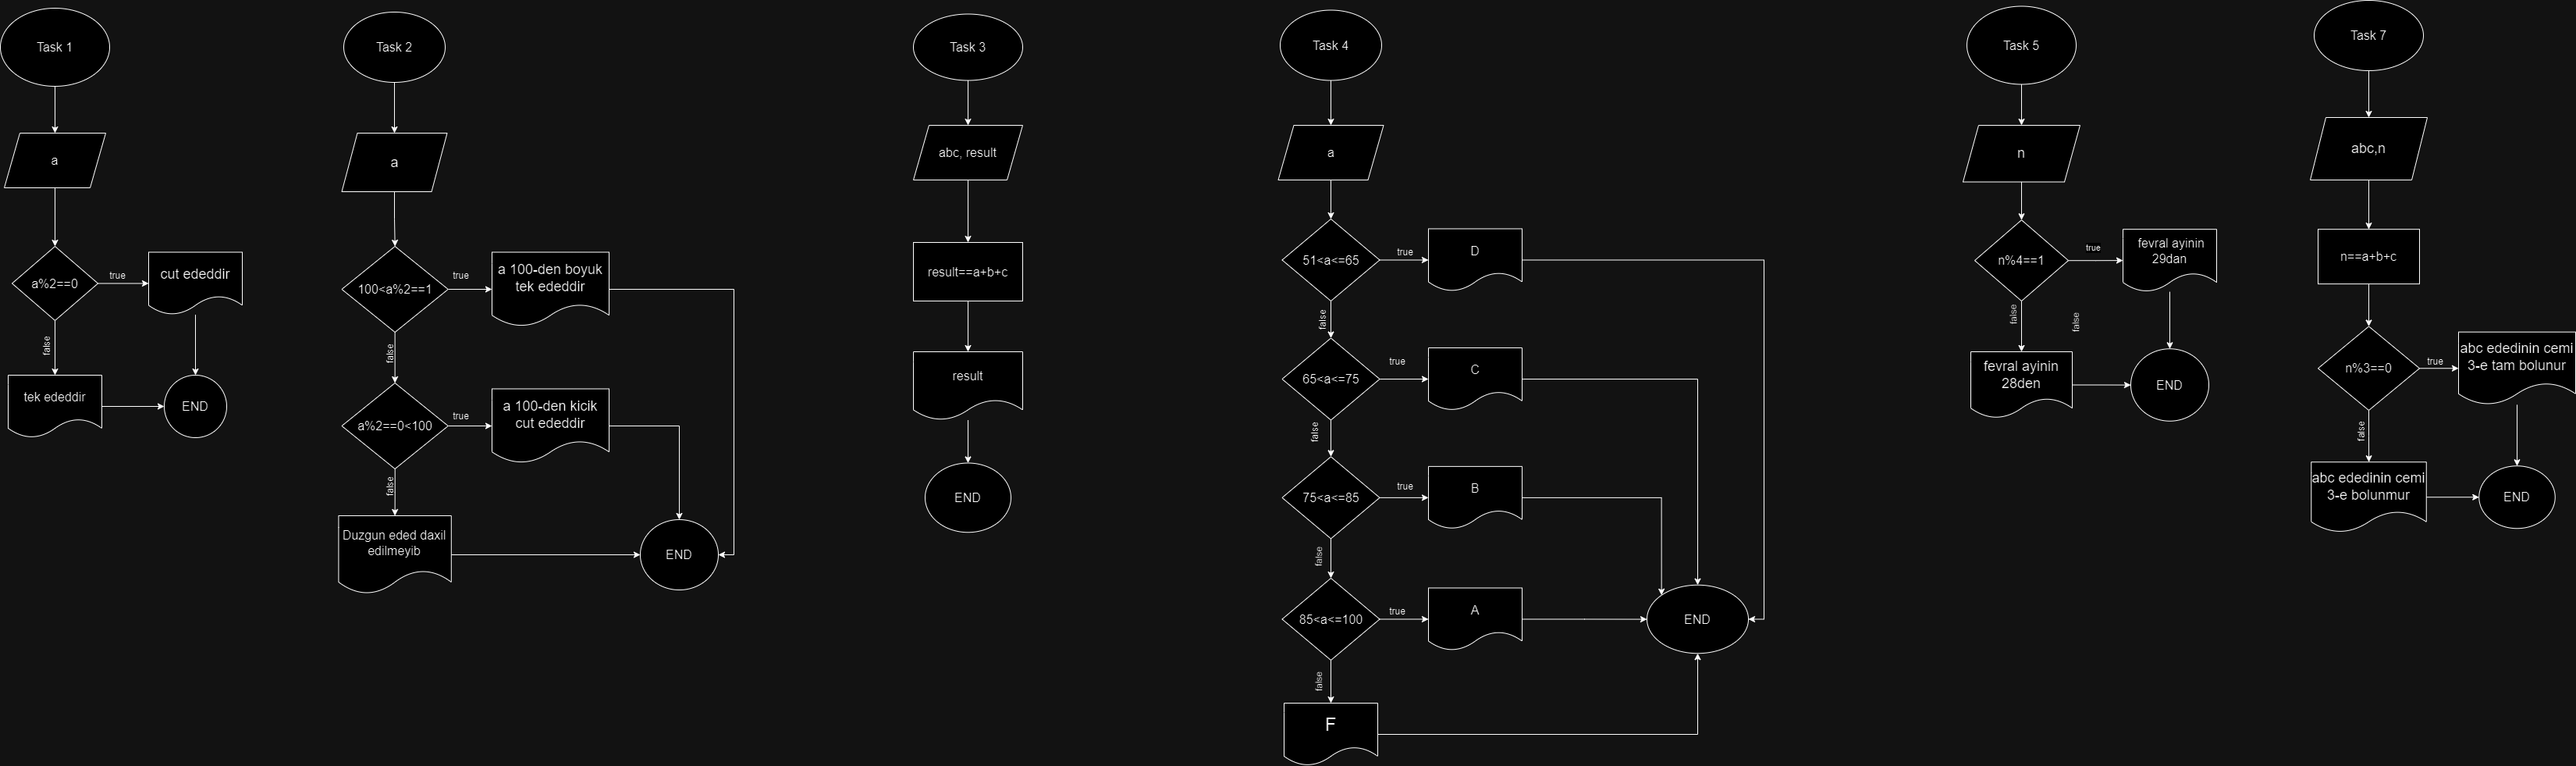 Task 1
a
a%2==0
true
cut ededdir
false
tek ededdir
END
Task 2
a
100<a%2==1
true
a 100-den boyuk
tek ededdir
false
a%2==0<100
true
a 100-den kicik
cut ededdir
false
Duzgun eded daxil
edilmeyib
END
Task 3
abc, result
result==a+b+c
result
END
Task 4
a
51<a<=65
true
D
false
65<a<=75
true
C
false
75<a<=85
true
B
false
85<a<=100
true
A
END
false
F
Task 5
n
n%4==1
true
fevral ayinin
29dan
false
false
fevral ayinin
28den
END
Task 7
abc,n
n==a+b+c
n%3==0
true
abc ededinin cemi
3-e tam bolunur
false
abc ededinin cemi
3-e bolunmur
END